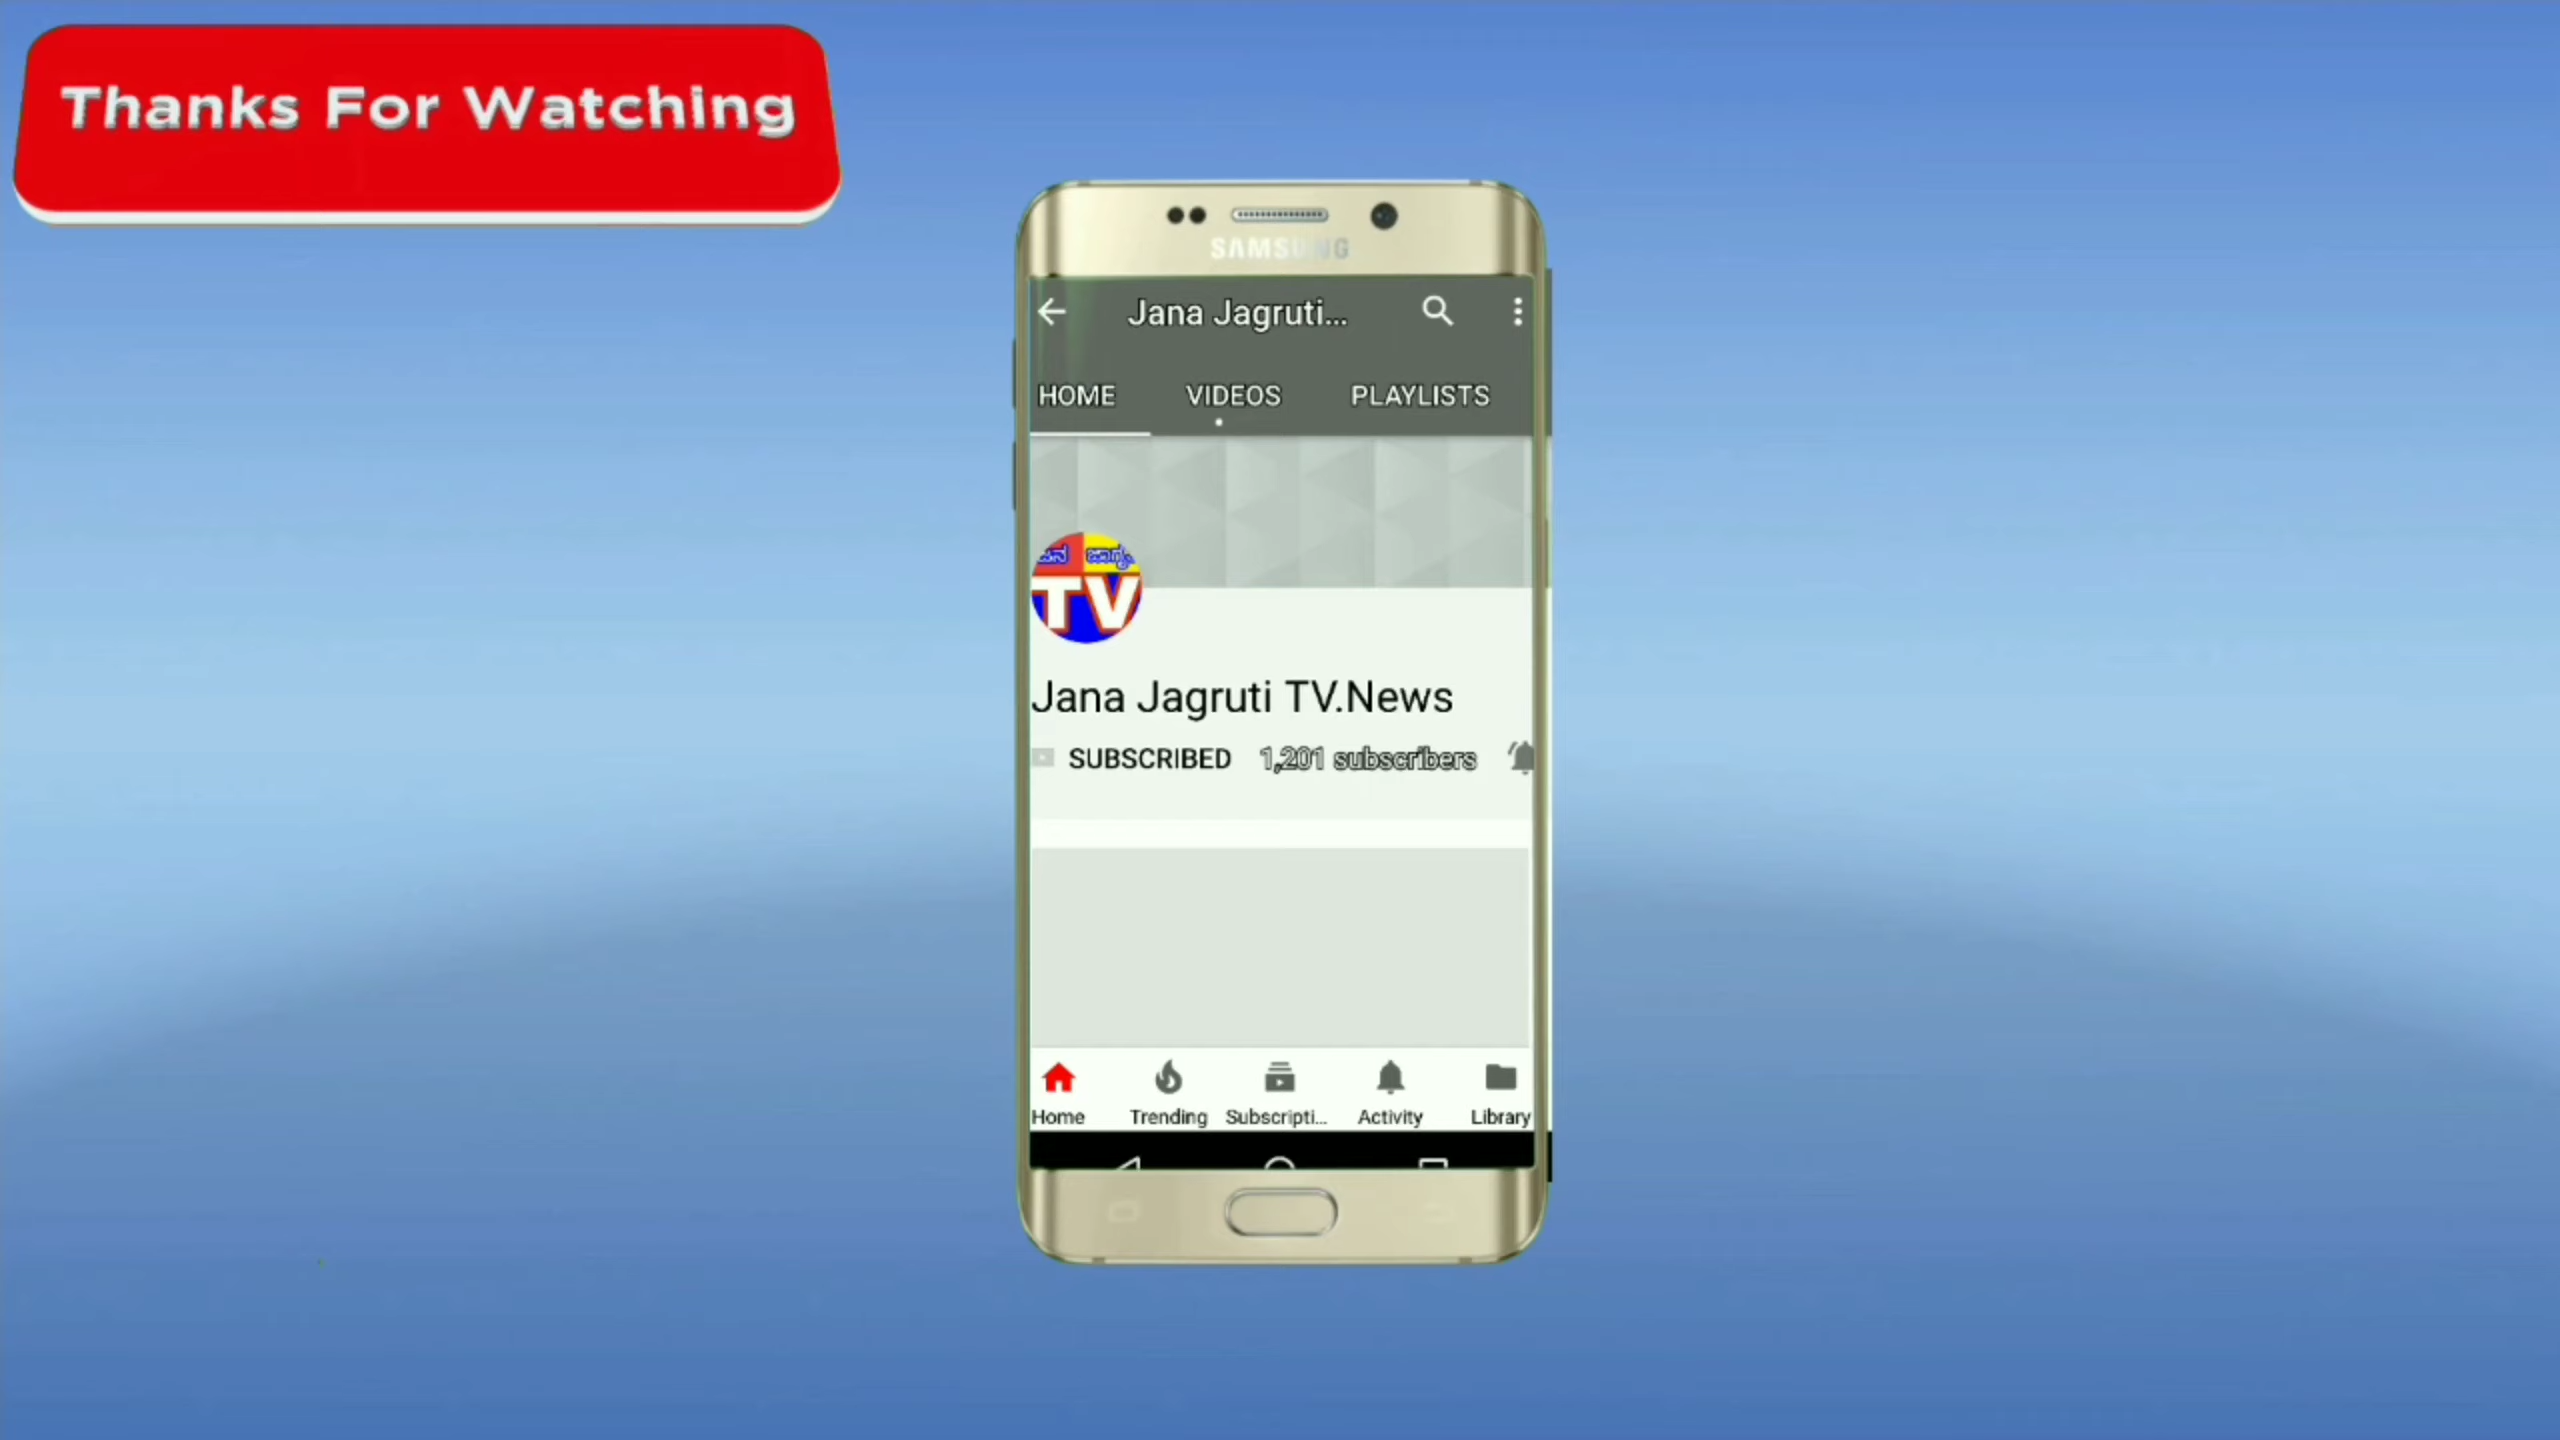 Thanks For Watching
SAMSUNG
Jana Jagruti...
HOME VIDEOS PLAYLISTS
TV
Jana Jagruti TV.News
SUBSCRIBED 1,201 subscribers
Home Trending Subscripti... Activity Library